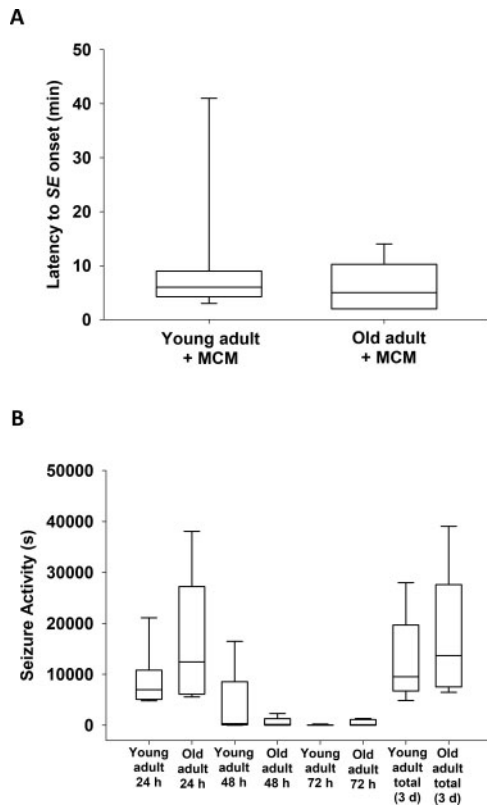 A
50
40
30
20
10
0
Latency to SE onset (min)
Young adult
+ MCM
Old adult
+ MCM
B
50000
40000
30000
20000
10000
0
Seizure Activity (s)
Young
adult
24 h
Old
adult
24 h
Young
adult
48 h
Old
adult
48 h
Young
adult
72 h
Old
adult
72 h
Young
adult
total
(3 d)
Old
adult
total
(3 d)